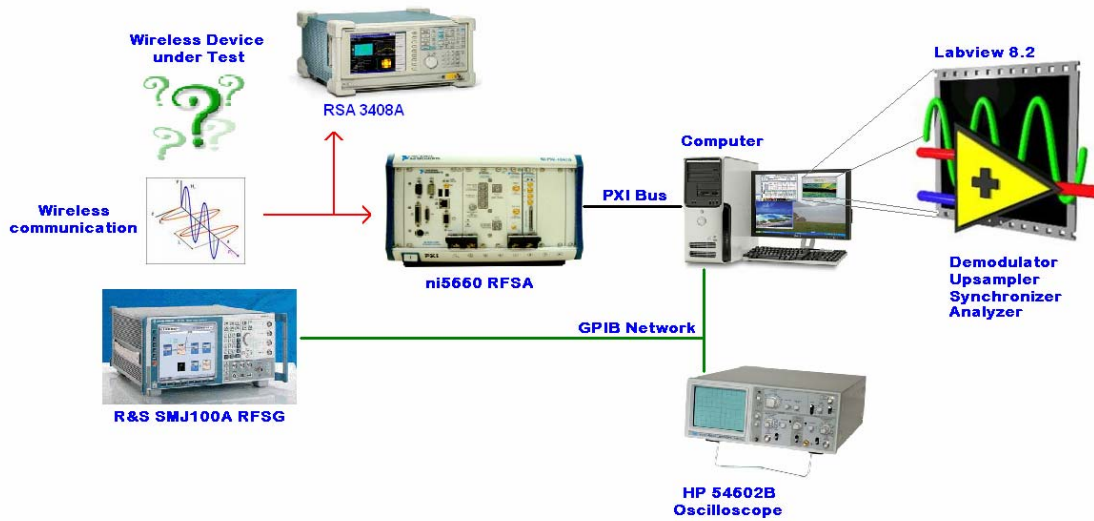 Wireless Device
under Test
RSA 3408A
Labview 8.2
Computer
Wireless
communication
PXI Bus
ni5660 RFSA
PXI
Demodulator
Upsampler
Synchronizer
Analyzer
GPIB Network
R&S SMJ100A RFSG
HP 54602B
Oscilloscope